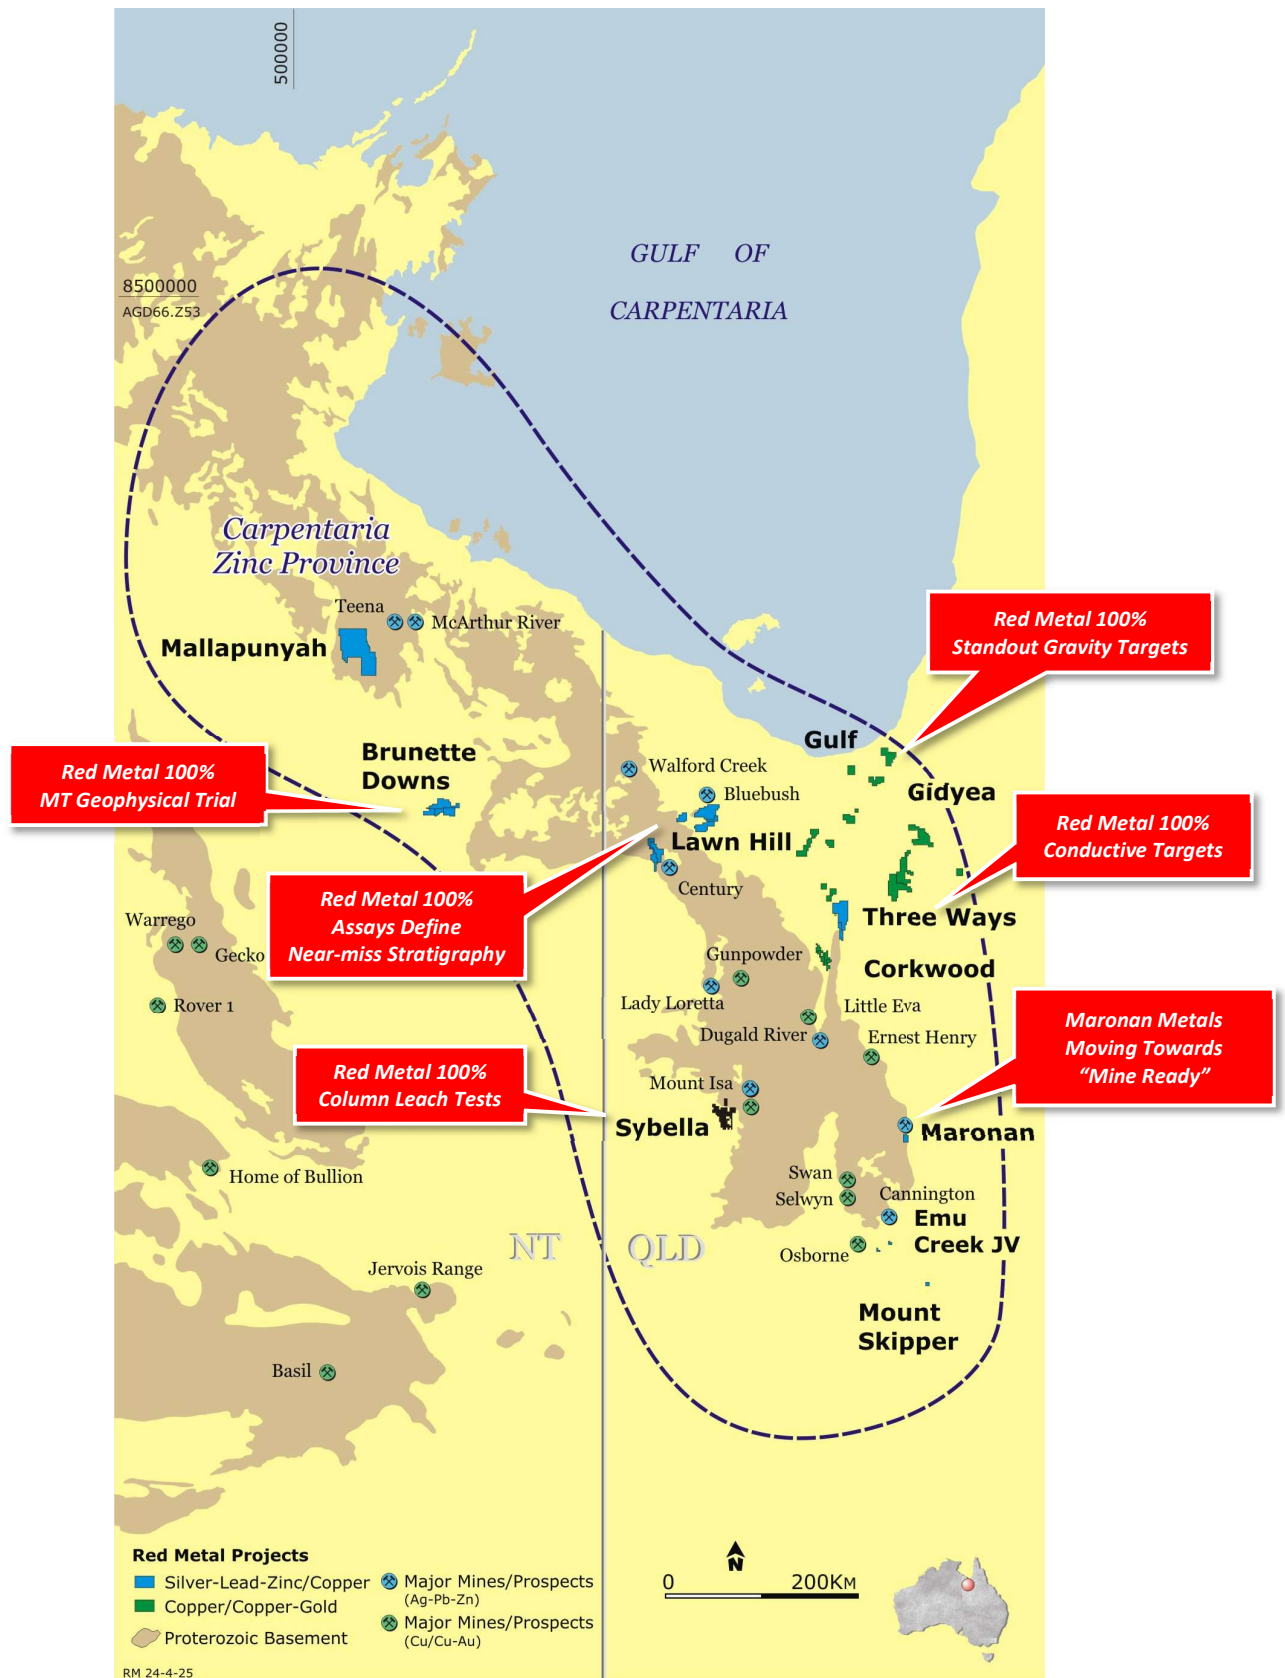 500000
GULF OF
CARPENTARIA
8500000
AGD66.Z53
Carpentaria
Zinc Province
Teena
McArthur River
Mallapunyah
Red Metal 100%
Standout Gravity Targets
Brunette
Downs
Red Metal 100%
MT Geophysical Trial
Gulf
Walford Creek
Bluebush
Gidyea
Red Metal 100%
Conductive Targets
Lawn Hill
Century
Red Metal 100%
Assays Define
Near-miss Stratigraphy
Three Ways
Warrego
Gecko
Gunpowder
Corkwood
Rover 1
Lady Loretta
Little Eva
Dugald River
Ernest Henry
Maronan Metals
Moving Towards
“Mine Ready”
Red Metal 100%
Column Leach Tests
Mount Isa
Sybella
Maronan
Home of Bullion
Swan
Selwyn
Cannington
Emu
Creek JV
NT
QLD
Osborne
Jervois Range
Mount
Skipper
Basil
Red Metal Projects
Silver-Lead-Zinc/Copper
Copper/Copper-Gold
Proterozoic Basement
Major Mines/Prospects
(Ag-Pb-Zn)
Major Mines/Prospects
(Cu/Cu-Au)
N
0 200KM
RM 24-4-25